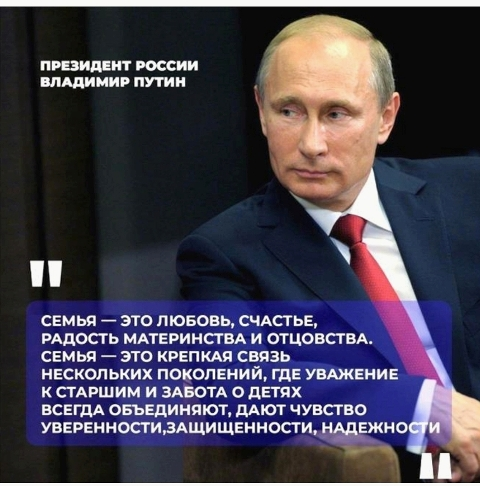 ПРЕЗИДЕНТ РОССИИ
ВЛАДИМИР ПУТИН
"
СЕМЬЯ — ЭТО ЛЮБОВЬ, СЧАСТЬЕ,
РАДОСТЬ МАТЕРИНСТВА И ОТЦОВСТВА.
СЕМЬЯ — ЭТО КРЕПКАЯ СВЯЗЬ
НЕСКОЛЬКИХ ПОКОЛЕНИЙ, ГДЕ УВАЖЕНИЕ
К СТАРШИМ И ЗАБОТА О ДЕТЯХ
ВСЕГДА ОБЪЕДИНЯЮТ, ДАЮТ ЧУВСТВО
УВЕРЕННОСТИ,ЗАЩИЩЕННОСТИ, НАДЕЖНОСТИ
"